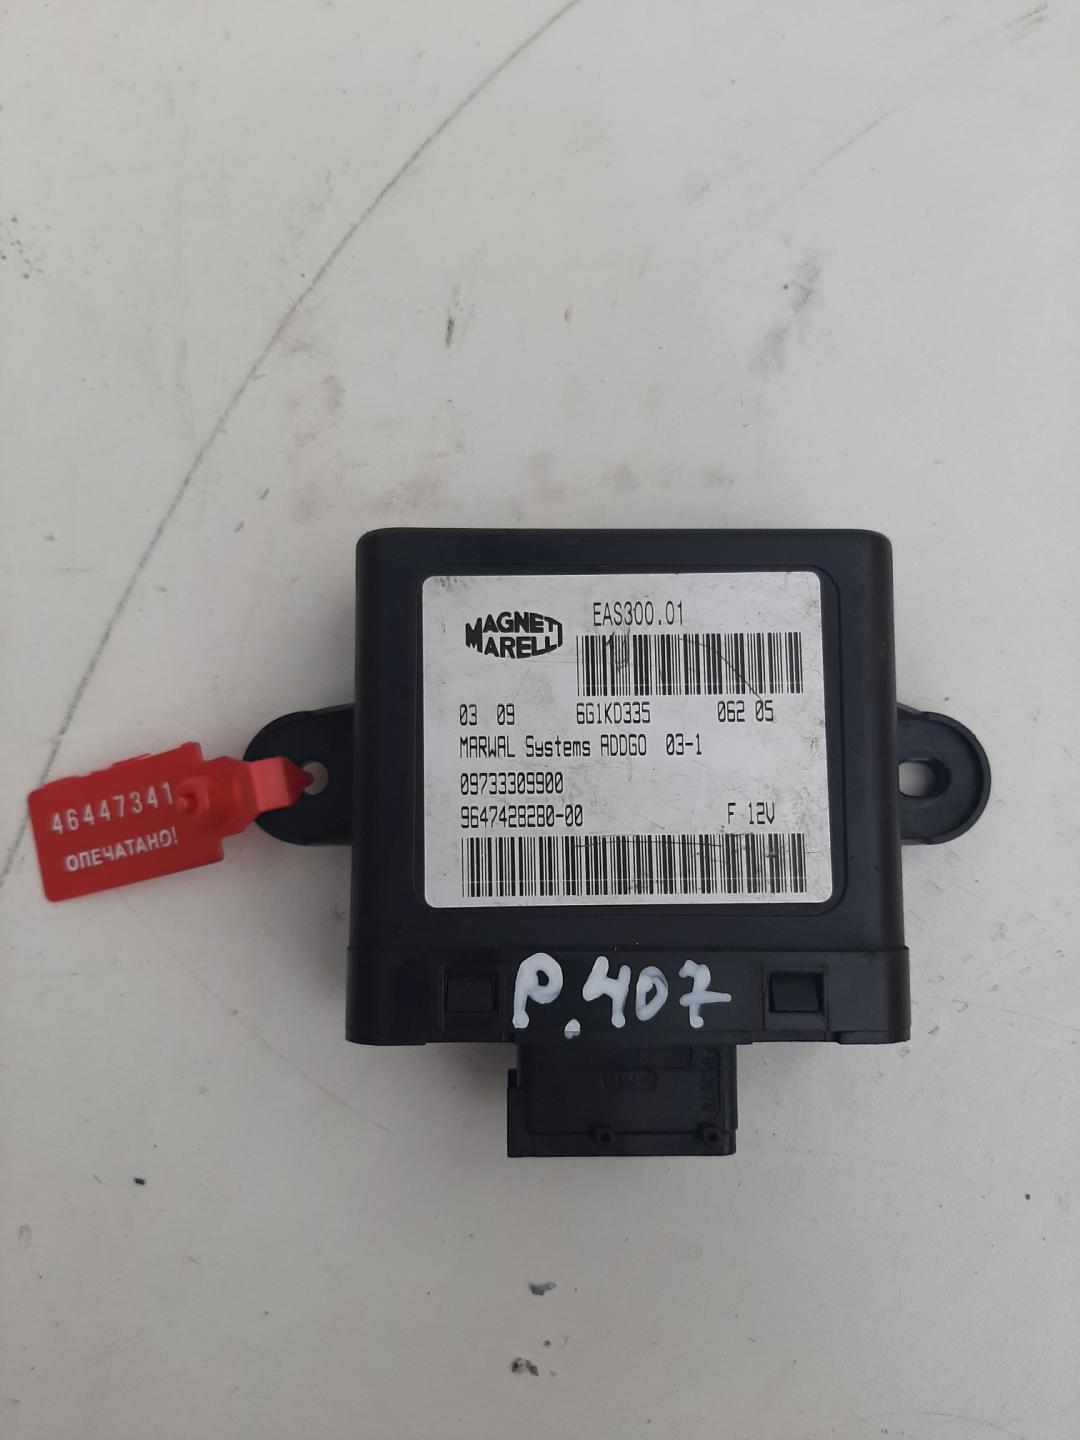 MAGNETI MARELLI
EAS300.01
03 09 6G1KD335 062 05
MARWAL Systems ADDGO 03-1
09733309900
9647428280-00 F 12V
46447341
ОПЕЧАТАНО!
P.407